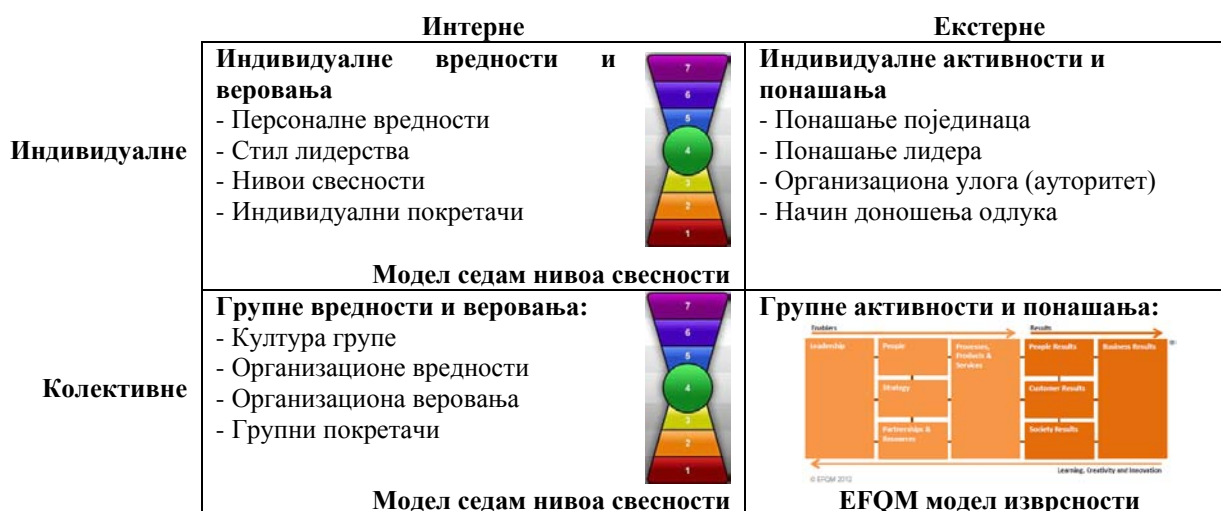 Интерне
Екстерне
Индивидуалне
Индивидуалне вредности и
веровања
- Персоналне вредности
- Стил лидерства
- Нивои свесности
- Индивидуални покретачи
7
6
5
4
3
2
1
Модел седам нивоа свесности
Индивидуалне активности и
понашања
- Понашање појединаца
- Понашање лидера
- Организациона улога (ауторитет)
- Начин доношења одлука
Колективне
Групне вредности и веровања:
- Култура групе
- Организационе вредности
- Организациона веровања
- Групни покретачи
7
6
5
4
3
2
1
Модел седам нивоа свесности
Групне активности и понашања:
Enablers
Results
Leadership
People
Strategy
Partnerships &
Resources
Processes,
Products &
Services
People Results
Customer Results
Society Results
Business Results
Learning, Creativity and Innovation
© EFQM 2012
EFQM модел изврсности